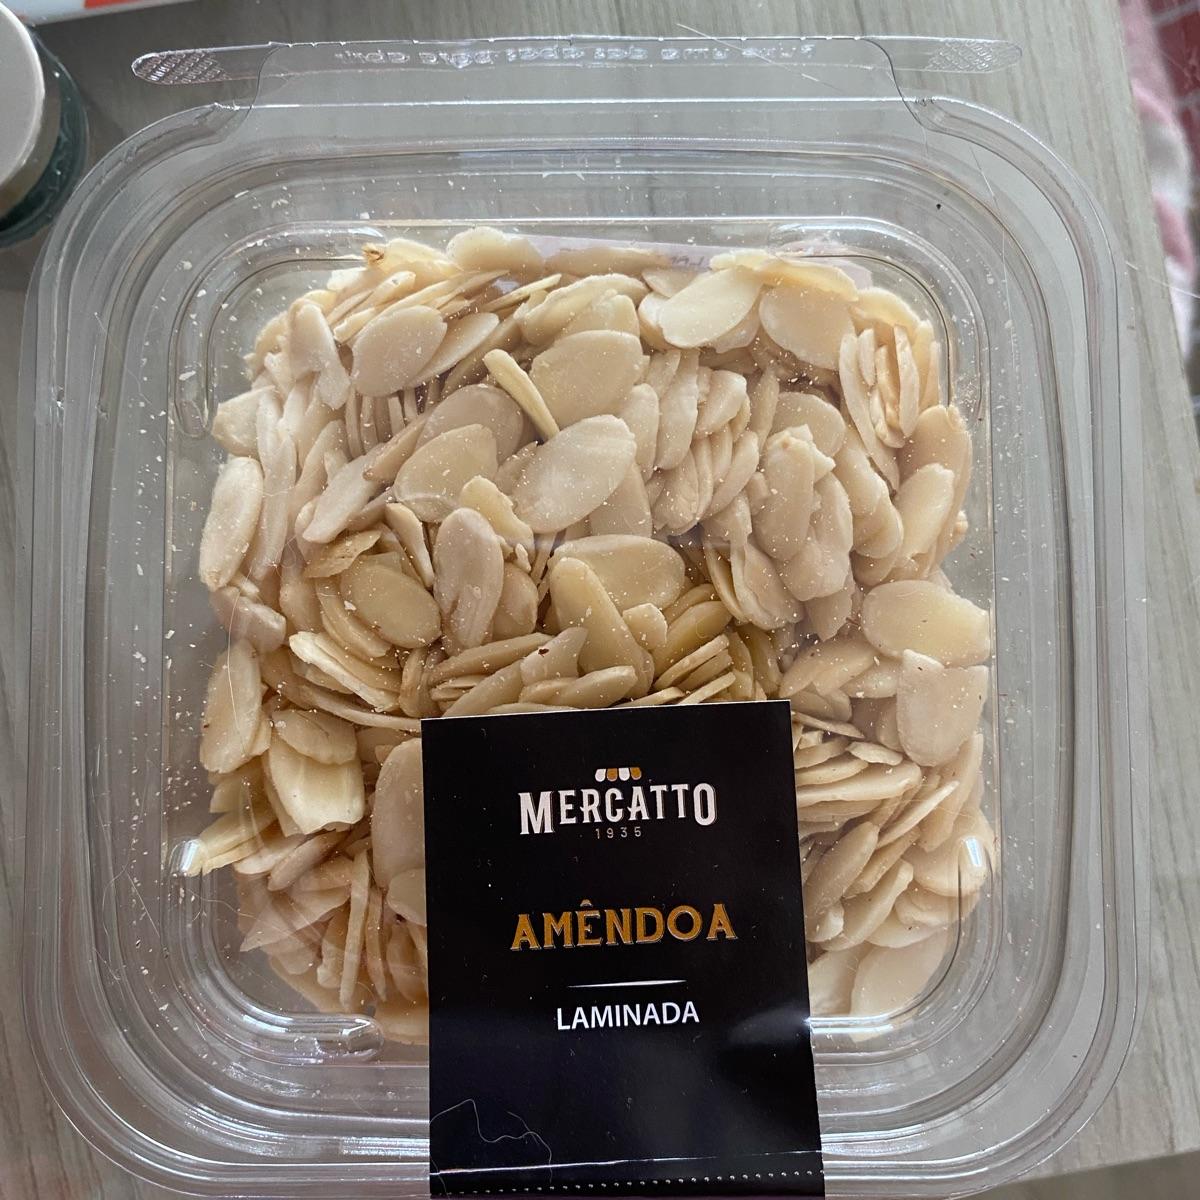 MERCATTO
1935
AMÊNDOA
LAMINADA